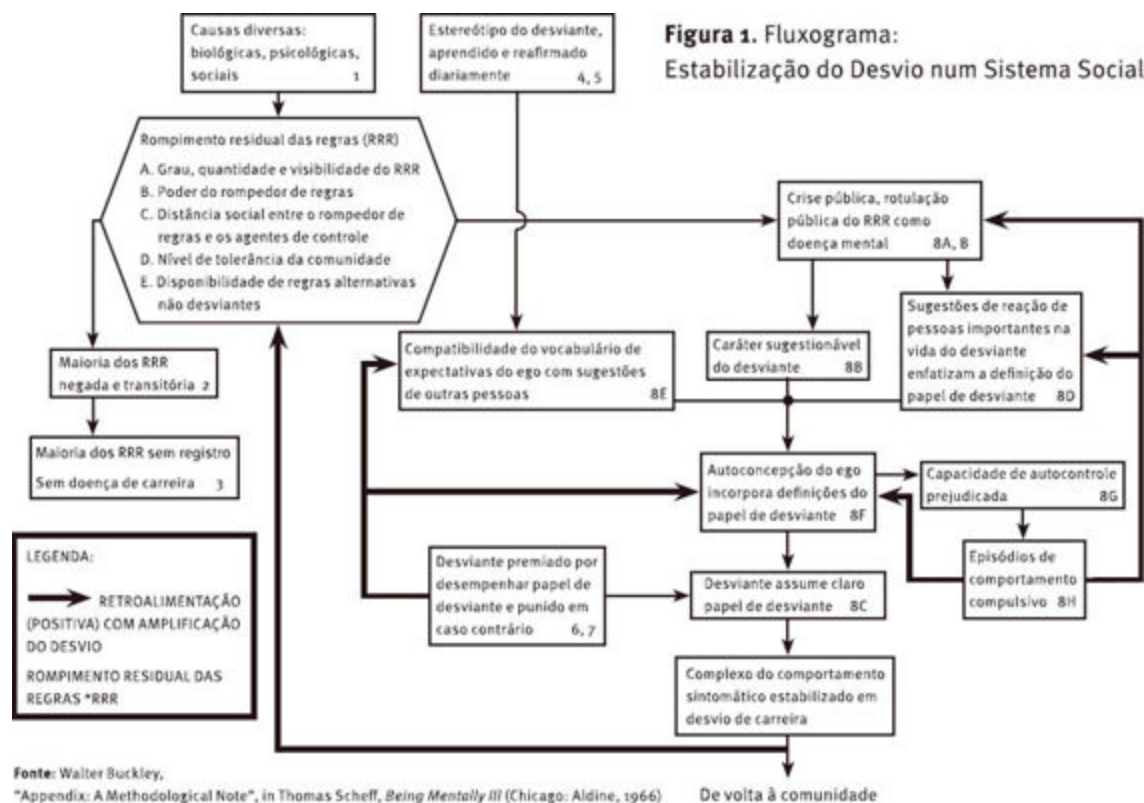 Causas diversas:
biológicas, psicológicas,
sociais 1
Estereótipo do desviante,
aprendido e reafirmado
diariamente 4, 5
Figura 1. Fluxograma:
Estabilização do Desvio num Sistema Social
Rompimento residual das regras (RRR)
A. Grau, quantidade e visibilidade do RRR
B. Poder do rompedor de regras
C. Distância social entre o rompedor de
regras e os agentes de controle
D. Nível de tolerância da comunidade
E. Disponibilidade de regras alternativas
não desviantes
Crise pública, rotulação
pública do RRR como
doença mental 8A, B
Maioria dos RRR
negada e transitória 2
Maioria dos RRR sem registro
Sem doença de carreira 3
Compatibilidade do vocabulário de
expectativas do ego com sugestões
de outras pessoas 8E
Caráter sugestionável
do desviante 8B
Sugestões de reação de
pessoas importantes na
vida do desviante
enfatizam a definição do
papel de desviante 8D
Autoconcepção do ego
incorpora definições do
papel de desviante 8F
Capacidade de autocontrole
prejudicada 8G
Desviante premiado por
desempenhar papel de
desviante e punido em
caso contrário 6, 7
Desviante assume claro
papel de desviante 8C
Episódios de
comportamento
compulsivo 8H
Complexo do comportamento
sintomático estabilizado em
desvio de carreira
LEGENDA:
RETROALIMENTAÇÃO
(POSITIVA) COM AMPLIFICAÇÃO
DO DESVIO
ROMPIMENTO RESIDUAL DAS
REGRAS *RRR
Fonte: Walter Buckley,
"Appendix: A Methodological Note", in Thomas Scheff, Being Mentally Ill (Chicago: Aldine, 1966)
De volta à comunidade